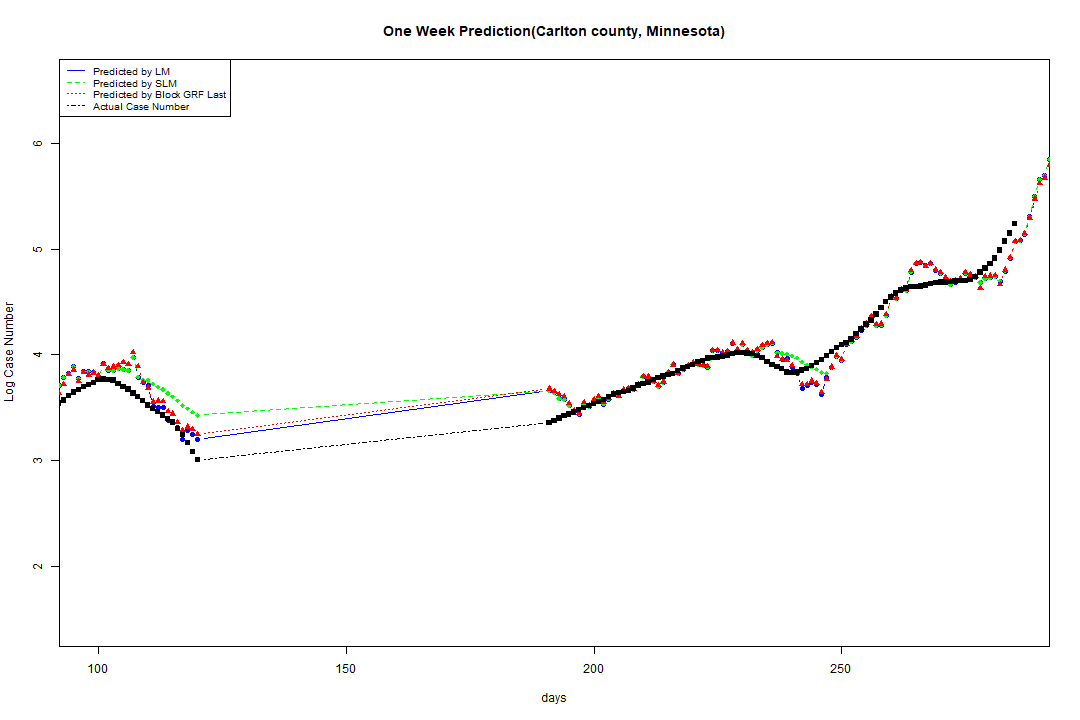 One Week Prediction(Carlton county, Minnesota)
Predicted by LM
Predicted by SLM
Predicted by Block GRF Last
Actual Case Number
6
5
4
3
2
Log Case Number
100 150 200 250
days